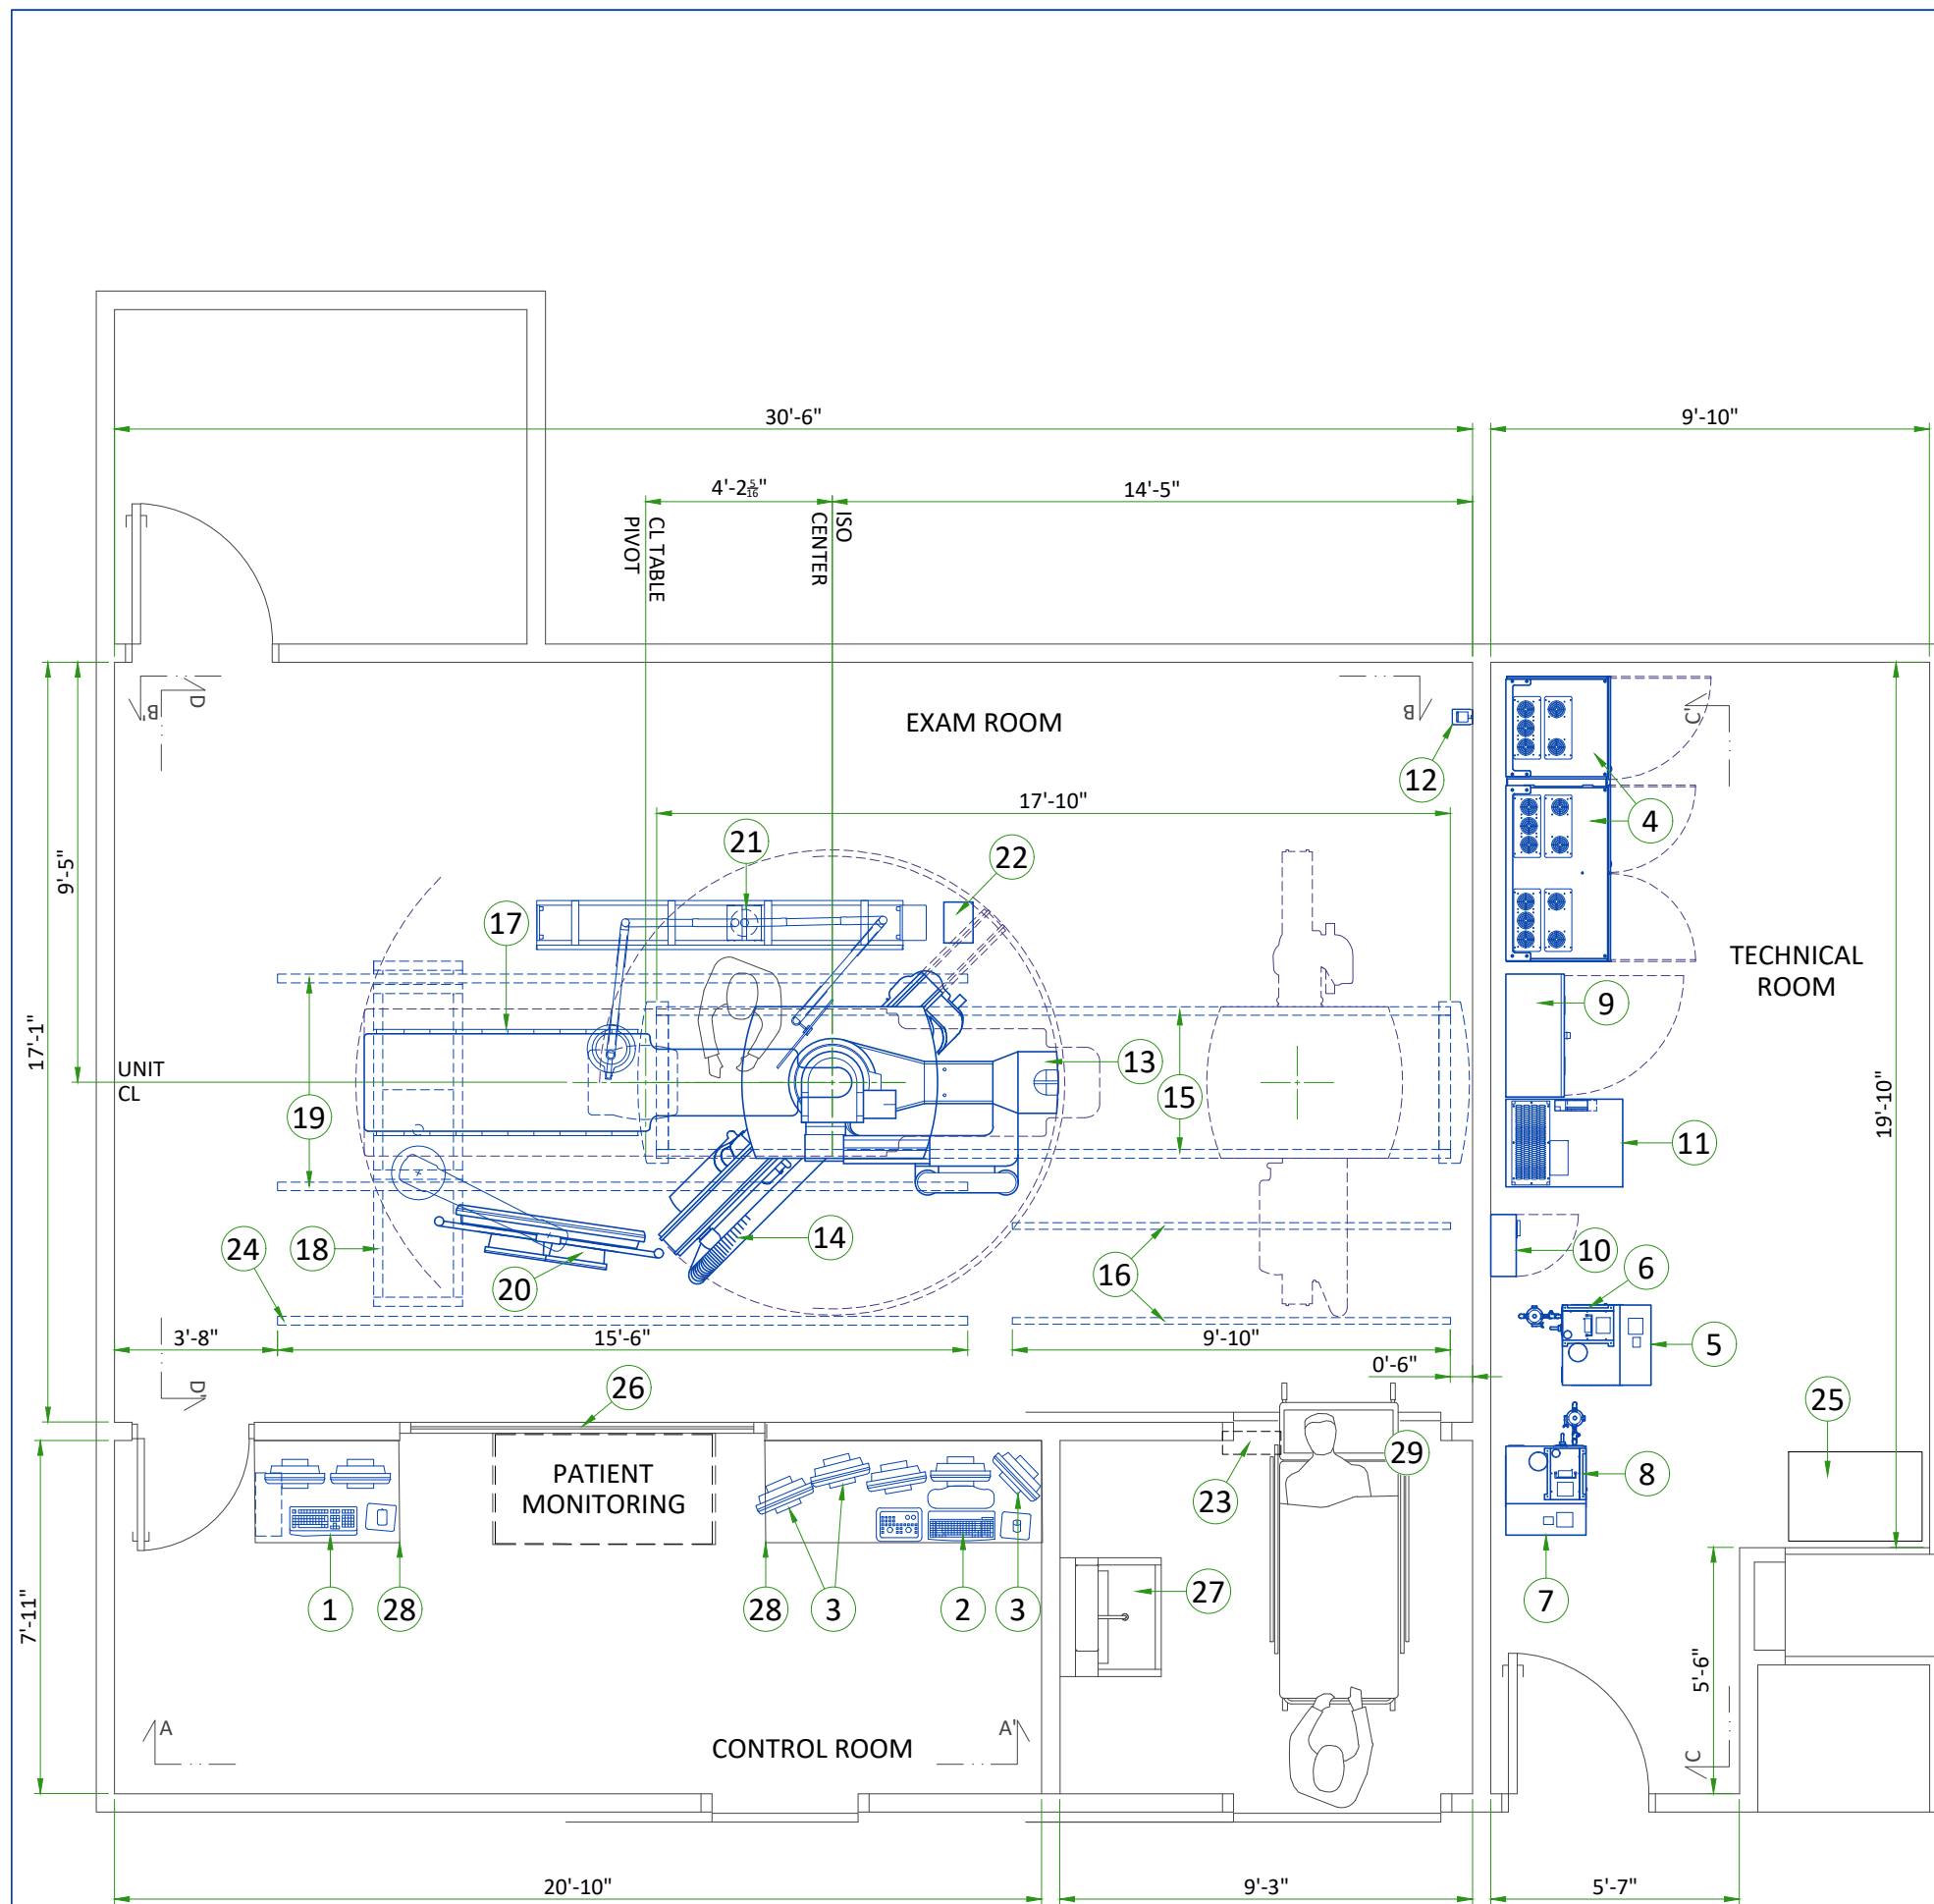 30'-6"
9'-10"
4'-2 5/16"
14'-5"
CL TABLE
PIVOT
ISO
CENTER
B'
D
EXAM ROOM
B
C'
12
17'-10"
4
21
22
9'-5"
17
TECHNICAL
ROOM
9
17'-1"
UNIT
CL
13
15
19
11
19'-10"
14
24
18
20
16
10
6
3'-8"
15'-6"
9'-10"
5
0'-6"
D'
26
25
PATIENT
MONITORING
29
23
8
7'-11"
1
28
28
3
2
3
27
7
5'-6"
A
A'
CONTROL ROOM
C
20'-10"
9'-3"
5'-7"